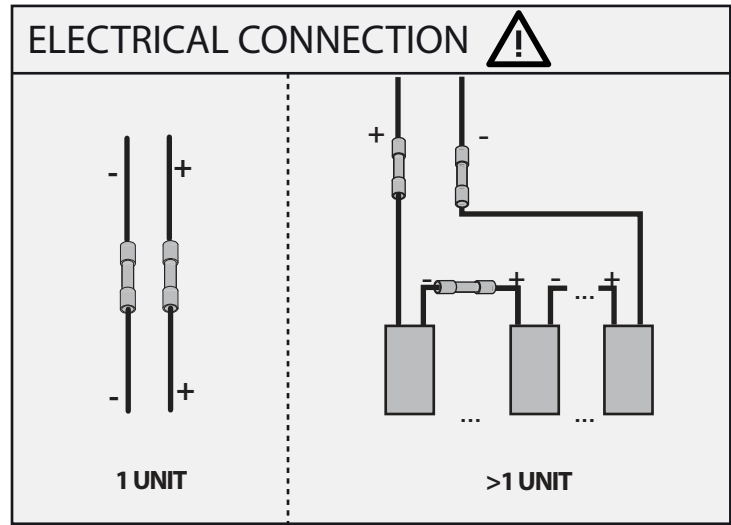 ELECTRICAL CONNECTION !
- +
- +
1 UNIT
+ -
- + - ... +
... ...
>1 UNIT